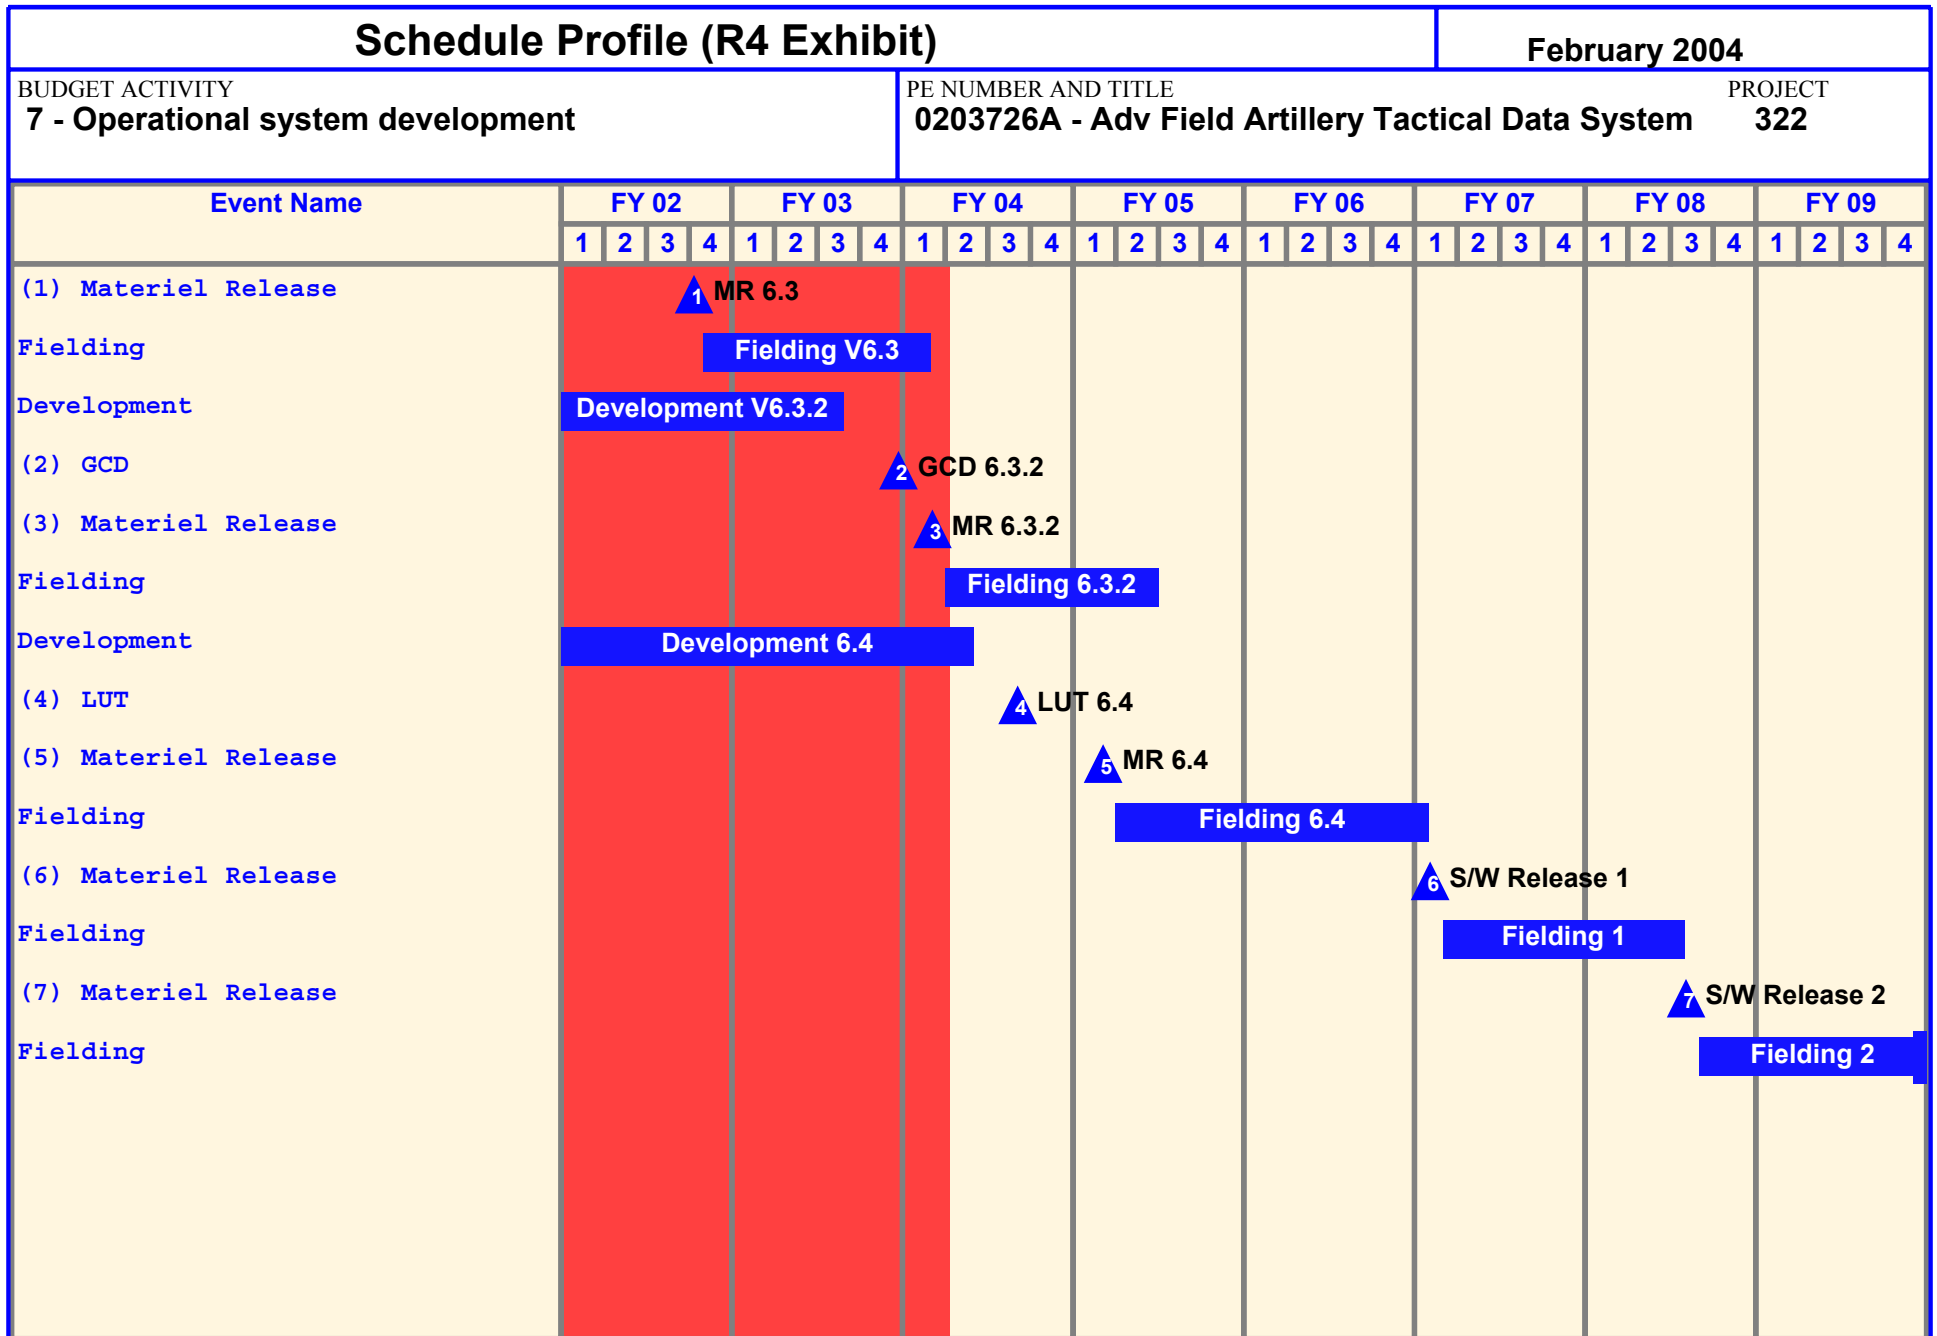 Schedule Profile (R4 Exhibit) February 2004
BUDGET ACTIVITY PE NUMBER AND TITLE PROJECT
7 - Operational system development 0203726A - Adv Field Artillery Tactical Data System 322
Event Name FY 02 FY 03 FY 04 FY 05 FY 06 FY 07 FY 08 FY 09
1 2 3 4 1 2 3 4 1 2 3 4 1 2 3 4 1 2 3 4 1 2 3 4 1 2 3 4 1 2 3 4
(1) Materiel Release 1 MR 6.3
Fielding Fielding V6.3
Development Development V6.3.2
(2) GCD 2 GCD 6.3.2
(3) Materiel Release 3 MR 6.3.2
Fielding Fielding 6.3.2
Development Development 6.4
(4) LUT 4 LUT 6.4
(5) Materiel Release 5 MR 6.4
Fielding Fielding 6.4
(6) Materiel Release 6 S/W Release 1
Fielding Fielding 1
(7) Materiel Release 7 S/W Release 2
Fielding Fielding 2